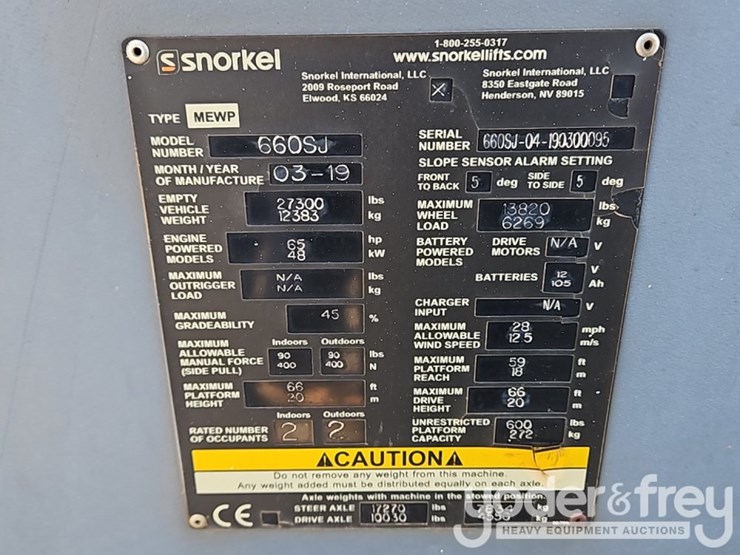 snorkel
1-800-255-0317
www.snorkellifts.com
Snorkel International, LLC
2009 Roseport Road
Elwood, KS 66024
X
Snorkel International, LLC
8350 Eastgate Road
Henderson, NV 89015
TYPE MEWP
MODEL NUMBER 660SJ
SERIAL NUMBER 660SJ-04-190300095
MONTH / YEAR OF MANUFACTURE 03-19
SLOPE SENSOR ALARM SETTING
FRONT TO BACK 5 deg SIDE TO SIDE 5 deg
EMPTY VEHICLE WEIGHT 27300 lbs
12383 kg
MAXIMUM WHEEL LOAD 13820 lbs
6269 kg
ENGINE POWERED MODELS 65 hp
48 kW
BATTERY POWERED MODELS DRIVE MOTORS N/A V
BATTERIES 12 V
105 Ah
MAXIMUM OUTRIGGER LOAD N/A lbs
N/A kg
CHARGER INPUT N/A V
MAXIMUM GRADEABILITY 45 %
MAXIMUM ALLOWABLE WIND SPEED 28 mph
12.5 m/s
Indoors Outdoors
MAXIMUM ALLOWABLE MANUAL FORCE (SIDE PULL) 90 90 lbs
400 400 N
MAXIMUM PLATFORM REACH 59 ft
18 m
MAXIMUM PLATFORM HEIGHT 66 ft
20 m
MAXIMUM DRIVE HEIGHT 66 ft
20 m
Indoors Outdoors
RATED NUMBER OF OCCUPANTS 2 2
UNRESTRICTED PLATFORM CAPACITY 600 lbs
272 kg
CAUTION
Do not remove any weight from this machine.
Any weight added must be distributed equally on each axle.
Axle weights with machine in the stowed position.
CE
STEER AXLE 17270 lbs
DRIVE AXLE 10030 lbs
yoder&frey
HEAVY EQUIPMENT AUCTIONS